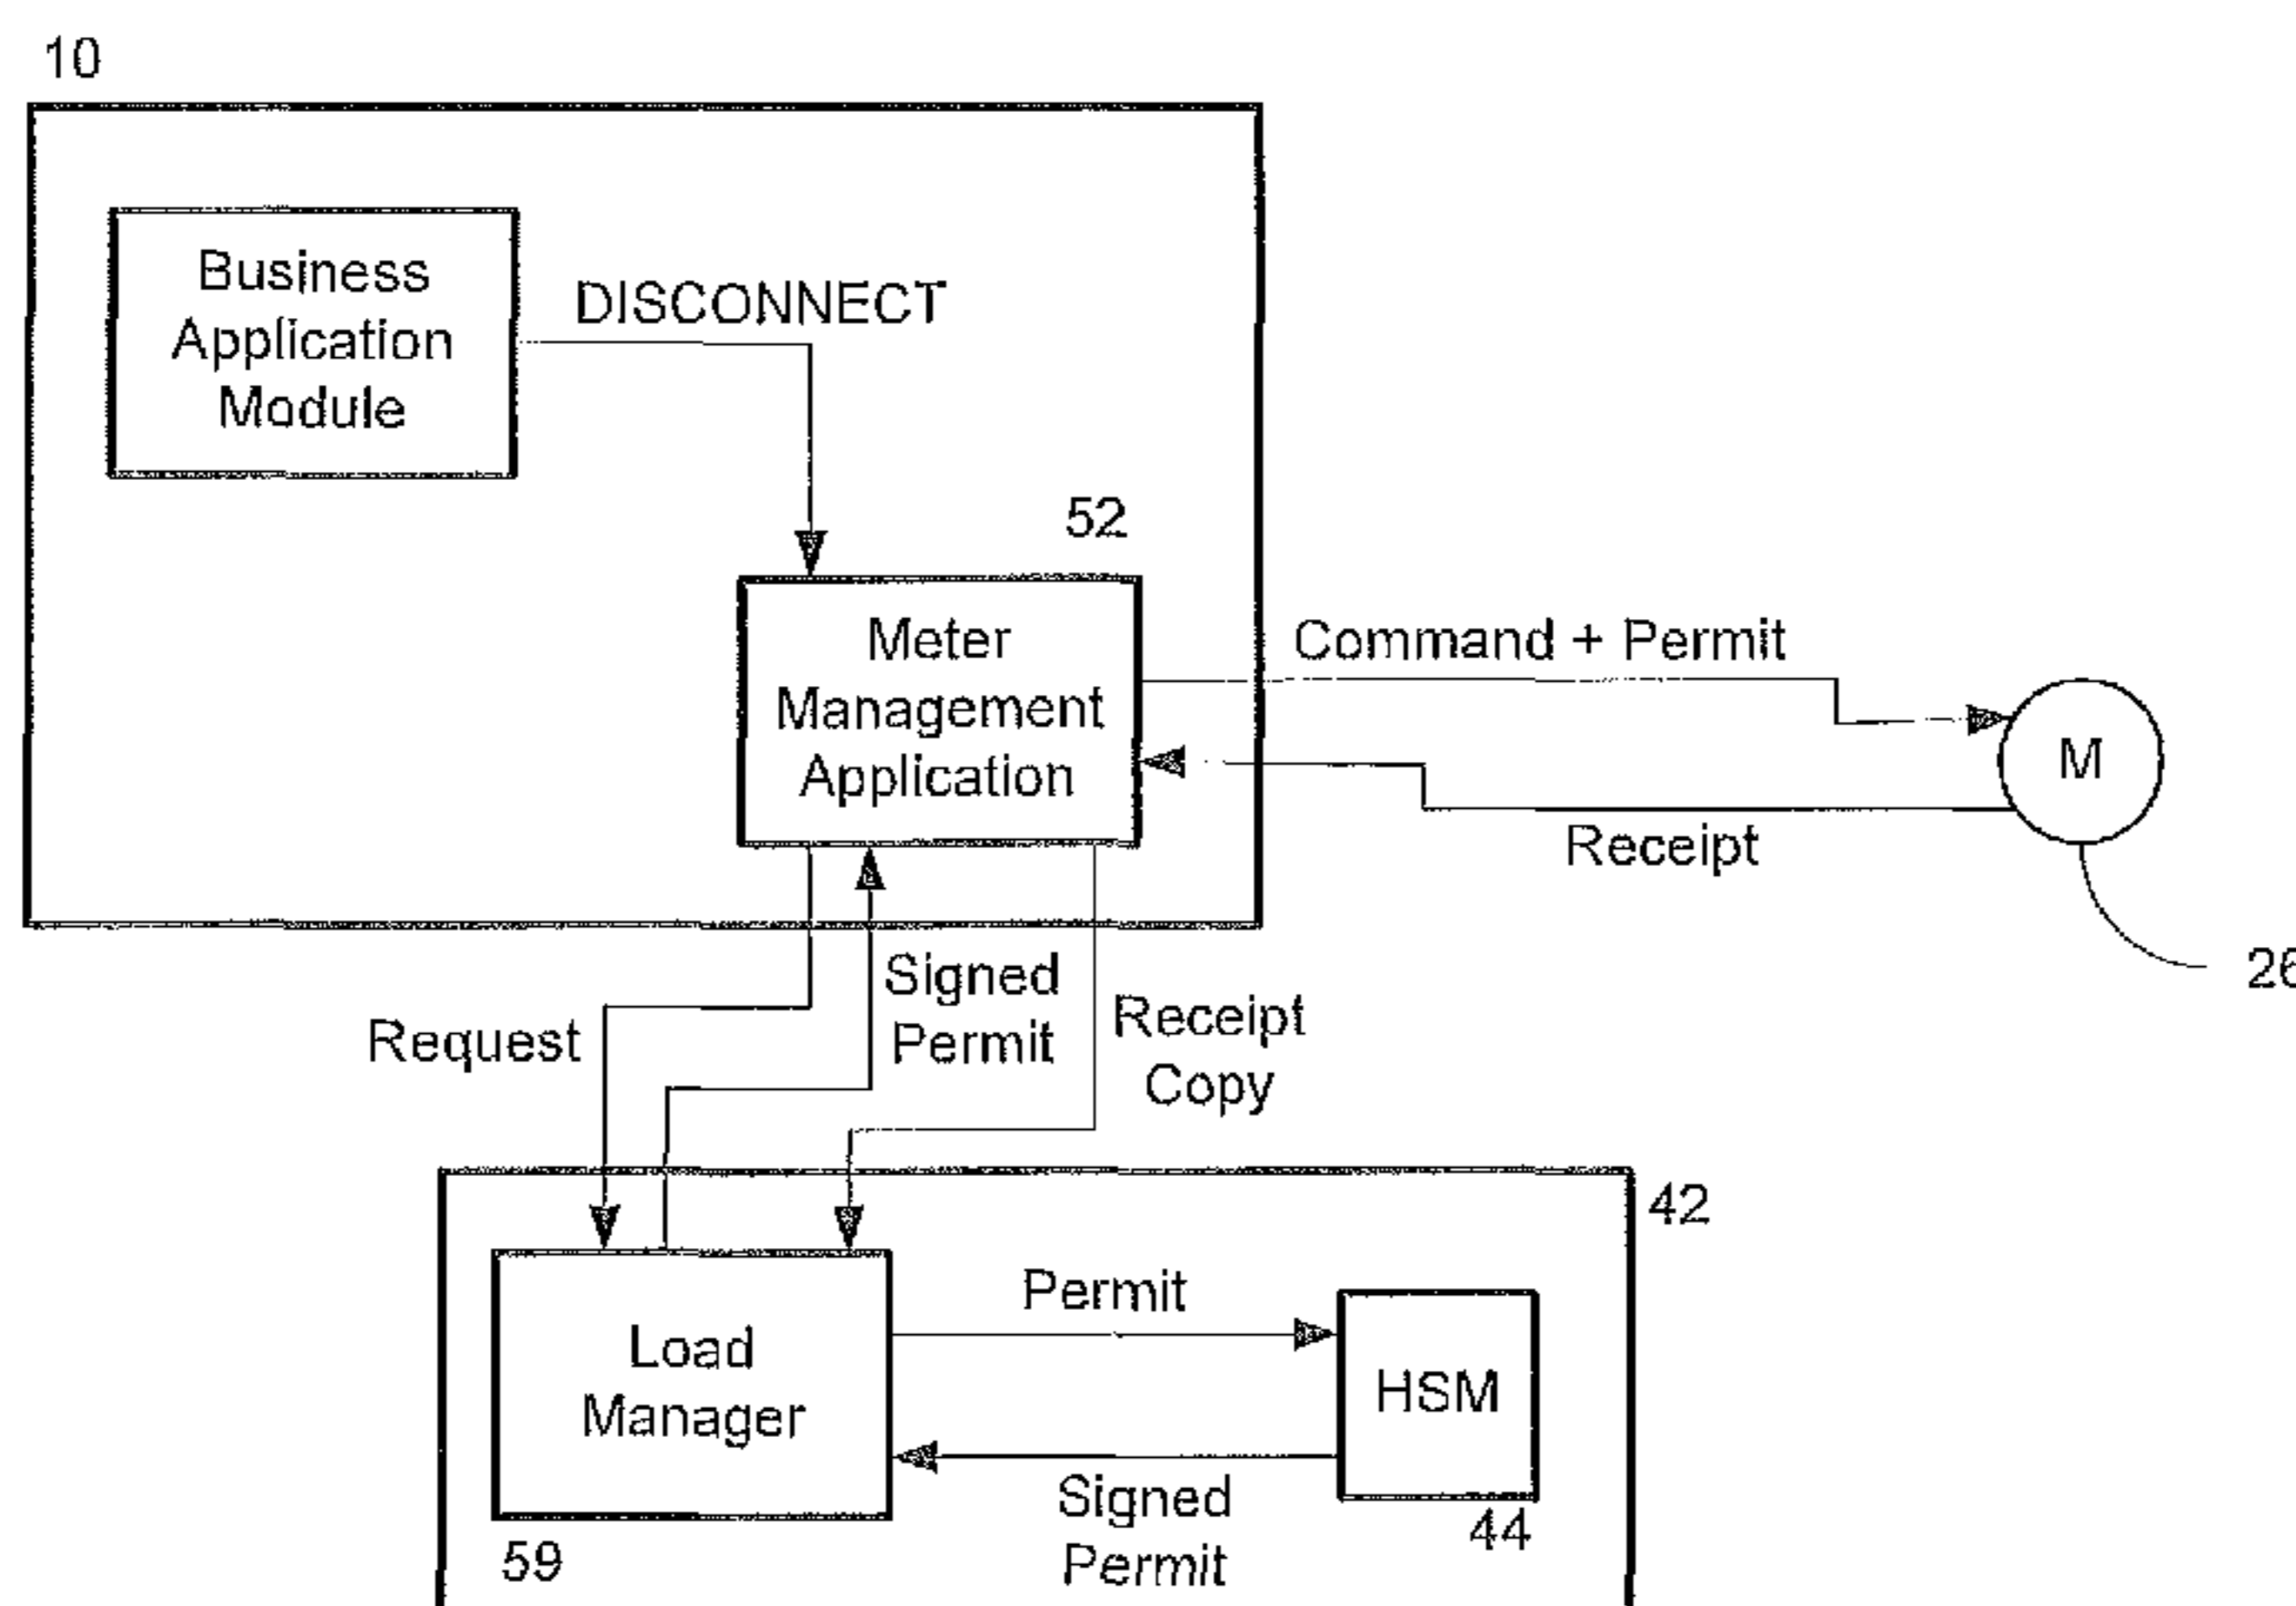 10
Business
Application
Module
DISCONNECT
52
Meter
Management
Application
Command + Permit
M
Receipt
26
Request
Signed
Permit
Receipt
Copy
42
Load
Manager
59
Permit
HSM
44
Signed
Permit